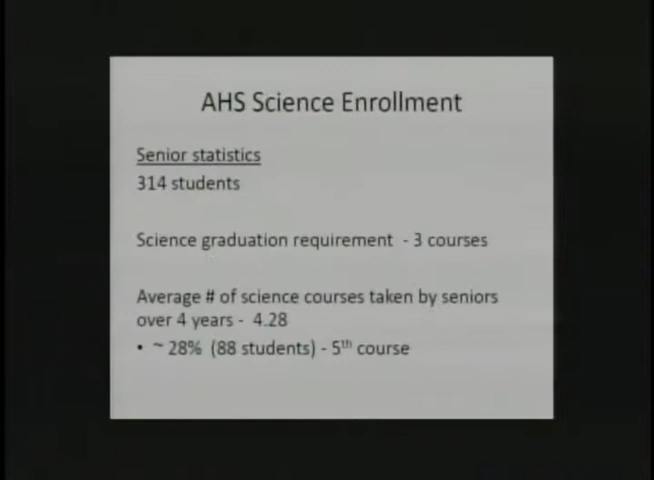 AHS Science Enrollment
Senior statistics
314 students
Science graduation requirement - 3 courses
Average # of science courses taken by seniors
over 4 years - 4.28
• ~ 28% (88 students) - 5th course